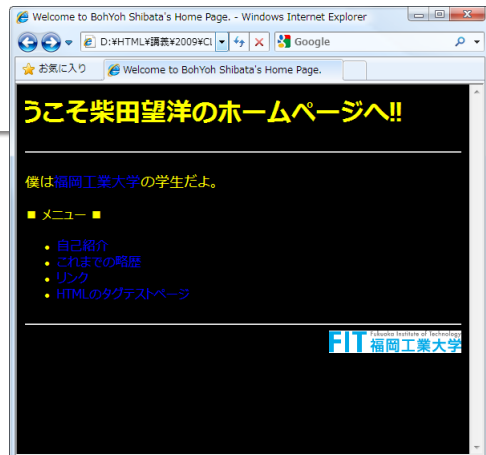 Welcome to BohYoh Shibata's Home Page. - Windows Internet Explorer
D:¥HTML¥講義¥2009¥Cl
Google
お気に入り
Welcome to BohYoh Shibata's Home Page.
うこそ柴田望洋のホームページへ!!
僕は福岡工業大学の学生だよ。
■ メニュー ■
• 自己紹介
• これまでの略歴
• リンク
• HTMLのタグテストページ
FIT Fukuoka Institute of Technology
福岡工業大学